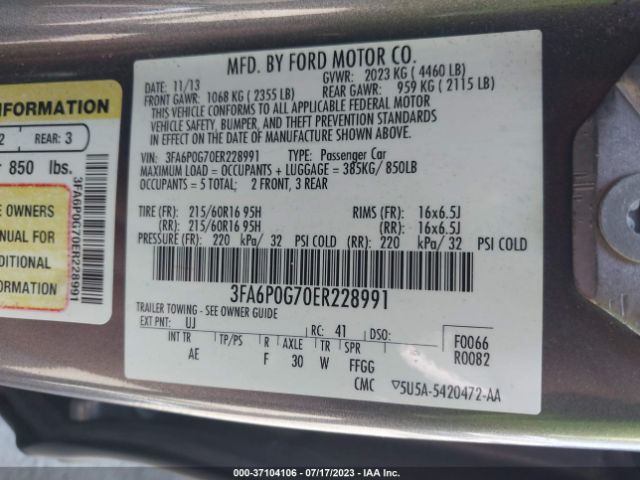 MFD. BY FORD MOTOR CO.
DATE: 11/13 GVWR: 2023 KG ( 4460 LB)
FRONT GAWR: 1068 KG ( 2355 LB) REAR GAWR: 959 KG ( 2115 LB)
THIS VEHICLE CONFORMS TO ALL APPLICABLE FEDERAL MOTOR
VEHICLE SAFETY, BUMPER, AND THEFT PREVENTION STANDARDS
IN EFFECT ON THE DATE OF MANUFACTURE SHOWN ABOVE.
VIN: 3FA6P0G70ER228991 TYPE: Passenger Car
MAXIMUM LOAD = OCCUPANTS + LUGGAGE = 385KG/ 850LB
OCCUPANTS = 5 TOTAL; 2 FRONT, 3 REAR
TIRE (FR): 215/60R16 95H RIMS (FR): 16x6.5J
(RR): 215/60R16 95H (RR): 16x6.5J
PRESSURE (FR): 220 kPa/ 32 PSI COLD (RR): 220 kPa/ 32 PSI COLD
3FA6P0G70ER228991
TRAILER TOWING - SEE OWNER GUIDE
EXT PNT: UJ RC: 41 DSO: F0066
INT TR TP/PS R AXLE TR SPR R0082
AE F 30 W FFGG
CMC 5U5A-5420472-AA
INFORMATION
2 REAR: 3
850 lbs.
E OWNERS
ANUAL FOR
DITIONAL
INFORMATION
3FA6P0G70ER228991
000-37104106 / 07/17/2023 / IAA Inc.